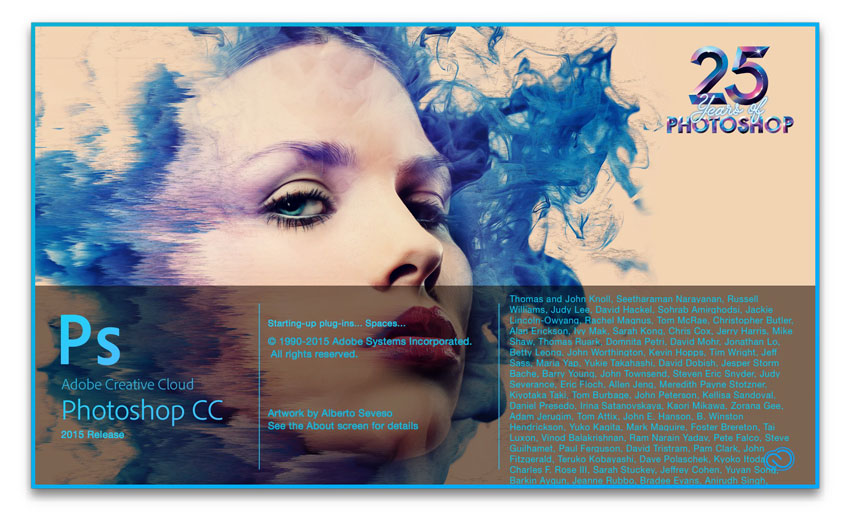 25
Years of
PHOTOSHOP
Ps
Adobe Creative Cloud
Photoshop CC
2015 Release
Starting-up plug-ins... Spaces...
© 1990-2015 Adobe Systems Incorporated.
All rights reserved.
Artwork by Alberto Seveso
See the About screen for details
Thomas and John Knoll, Seetharaman Narayanan, Russell
Williams, Judy Lee, David Hackel, Sohrab Amirghodsi, Jackie
Lincoln-Owyang, Rachel Magnus, Tom McRae, Christopher Butler,
Alan Erickson, Ivy Mak, Sarah Kong, Chris Cox, Jerry Harris, Mike
Shaw, Thomas Ruark, Domnita Petri, David Mohr, Jonathan Lo,
Betty Leong, John Worthington, Kevin Hopps, Tim Wright, Jeff
Sass, Maria Yap, Yukie Takahashi, David Dobish, Jesper Storm
Bache, Barry Young, John Townsend, Steven Eric Snyder, Judy
Severance, Eric Floch, Allen Jeng, Meredith Payne Stotzner,
Kiyotaka Taki, Tom Burbage, John Peterson, Kellisa Sandoval,
Daniel Presedo, Irina Satanovskaya, Kaori Mikawa, Zorana Gee,
Adam Jerugim, Tom Attix, John E. Hanson, B. Winston
Hendrickson, Yuko Kagita, Mark Maguire, Foster Brereton, Tai
Luxon, Vinod Balakrishnan, Ram Narain Yadav, Pete Falco, Steve
Guilhamet, Paul Ferguson, David Tristram, Pam Clark, John
Fitzgerald, Teruko Kobayashi, Dave Polaschek, Kyoko Itoda,
Charles F. Rose III, Sarah Stuckey, Jeffrey Cohen, Yuyan Song,
Barkin Aygun, Jeanne Rubbo, Bradee Evans, Anirudh Singh,